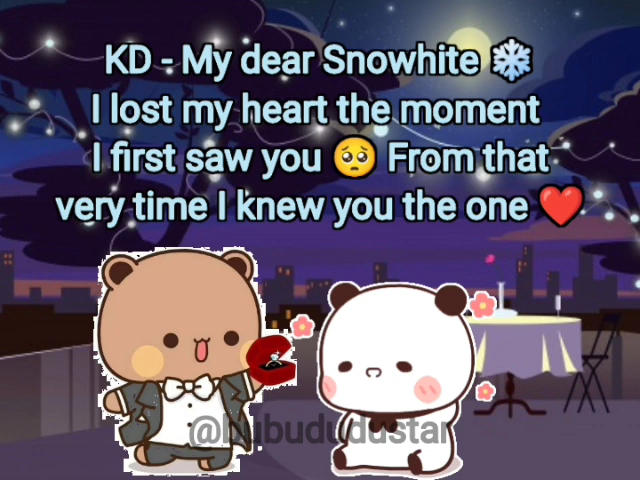 KD - My dear Snowhite ❄️
I lost my heart the moment
I first saw you 🥺 From that
very time I knew you the one ❤️
@bubududustar